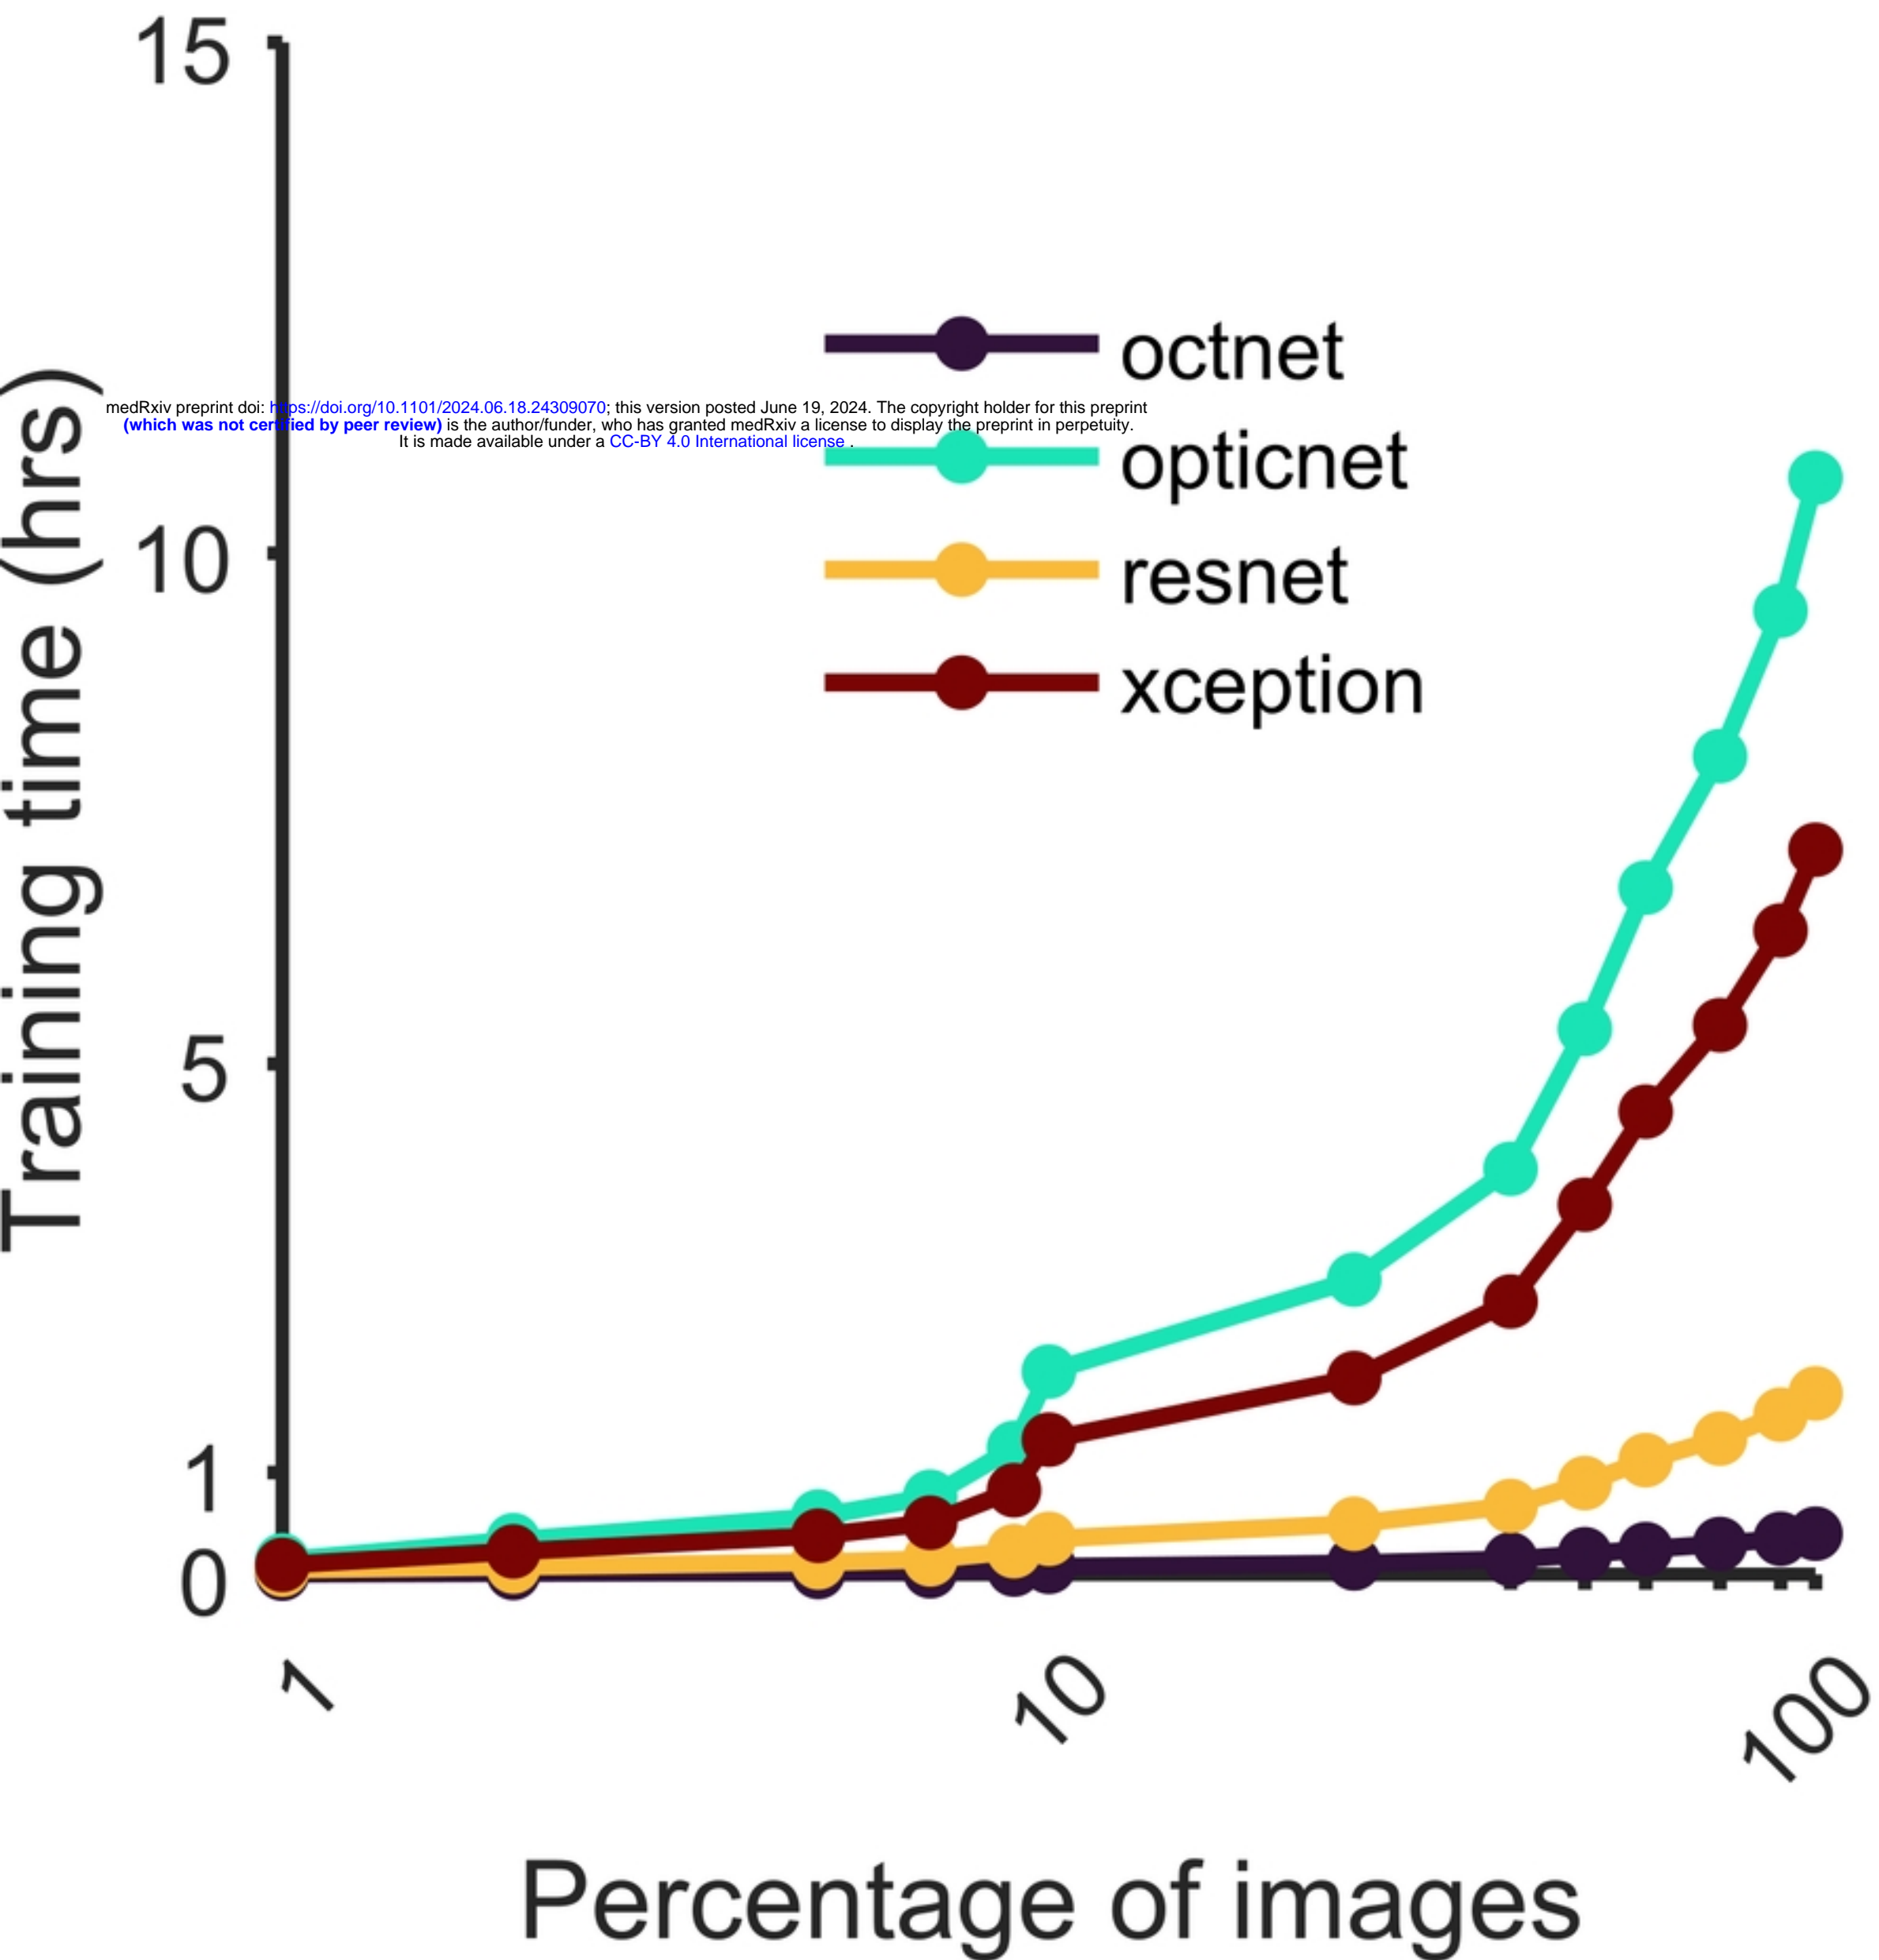 15
10
5
1
0
Training time (hrs)
medRxiv preprint doi: https://doi.org/10.1101/2024.06.18.24309070; this version posted June 19, 2024. The copyright holder for this preprint
(which was not certified by peer review) is the author/funder, who has granted medRxiv a license to display the preprint in perpetuity.
It is made available under a CC-BY 4.0 International license .
octnet
opticnet
resnet
xception
1
10
100
Percentage of images